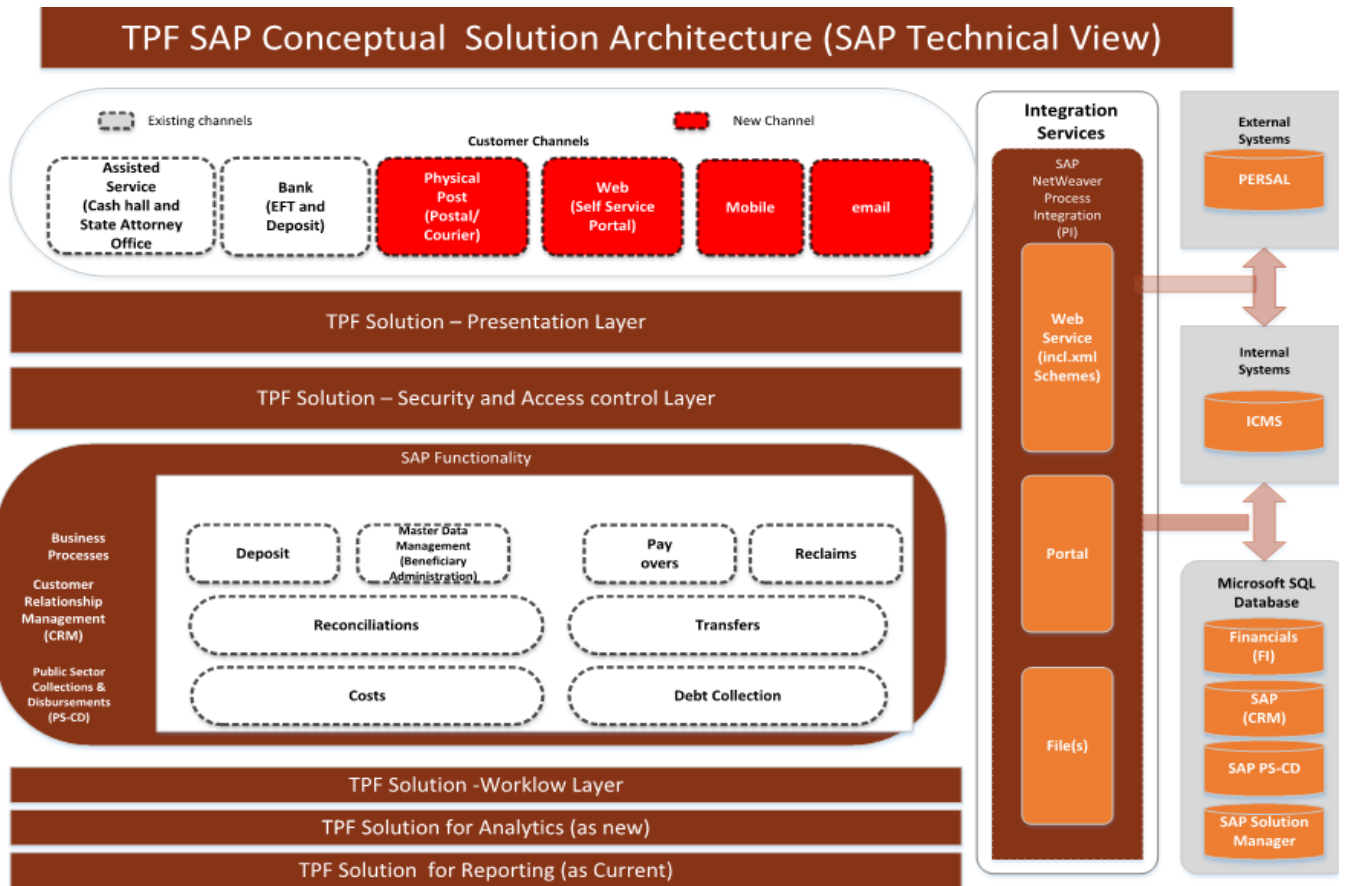 TPF SAP Conceptual Solution Architecture (SAP Technical View)
Existing channels
New Channel
Customer Channels
Assisted
Service
(Cash hall and
State Attorney
Office
Bank
(EFT and
Deposit)
Physical
Post
(Postal/
Courier)
Web
(Self Service
Portal)
Mobile
email
TPF Solution – Presentation Layer
TPF Solution – Security and Access control Layer
SAP Functionality
Business
Processes
Customer
Relationship
Management
(CRM)
Public Sector
Collections &
Disbursements
(PS-CD)
Deposit
Master Data
Management
(Beneficiary
Administration)
Pay
overs
Reclaims
Reconciliations
Transfers
Costs
Debt Collection
TPF Solution -Worklow Layer
TPF Solution for Analytics (as new)
TPF Solution for Reporting (as Current)
Integration
Services
SAP
NetWeaver
Process
Integration
(PI)
Web
Service
(incl.xml
Schemes)
Portal
File(s)
External
Systems
PERSAL
Internal
Systems
ICMS
Microsoft SQL
Database
Financials
(FI)
SAP
(CRM)
SAP PS-CD
SAP Solution
Manager